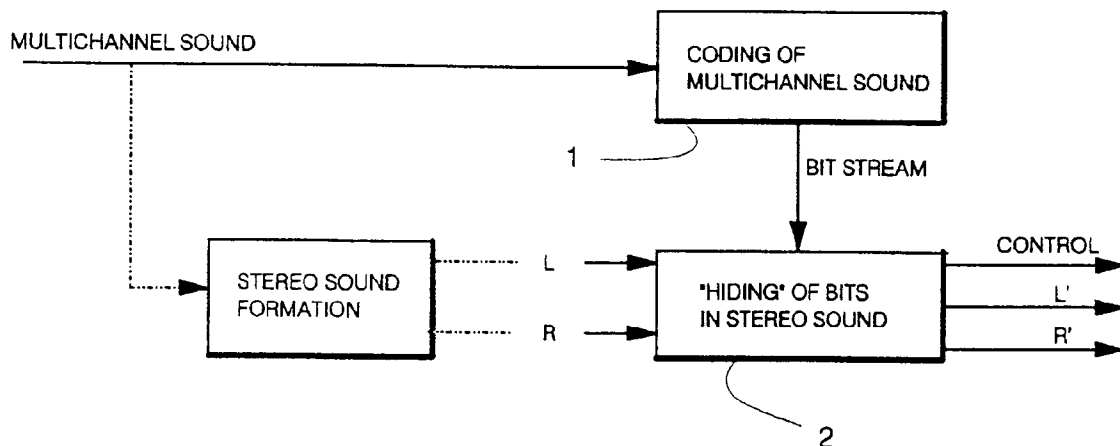 MULTICHANNEL SOUND
CODING OF
MULTICHANNEL SOUND
1
BIT STREAM
STEREO SOUND
FORMATION
L
R
"HIDING" OF BITS
IN STEREO SOUND
CONTROL
L'
R'
2